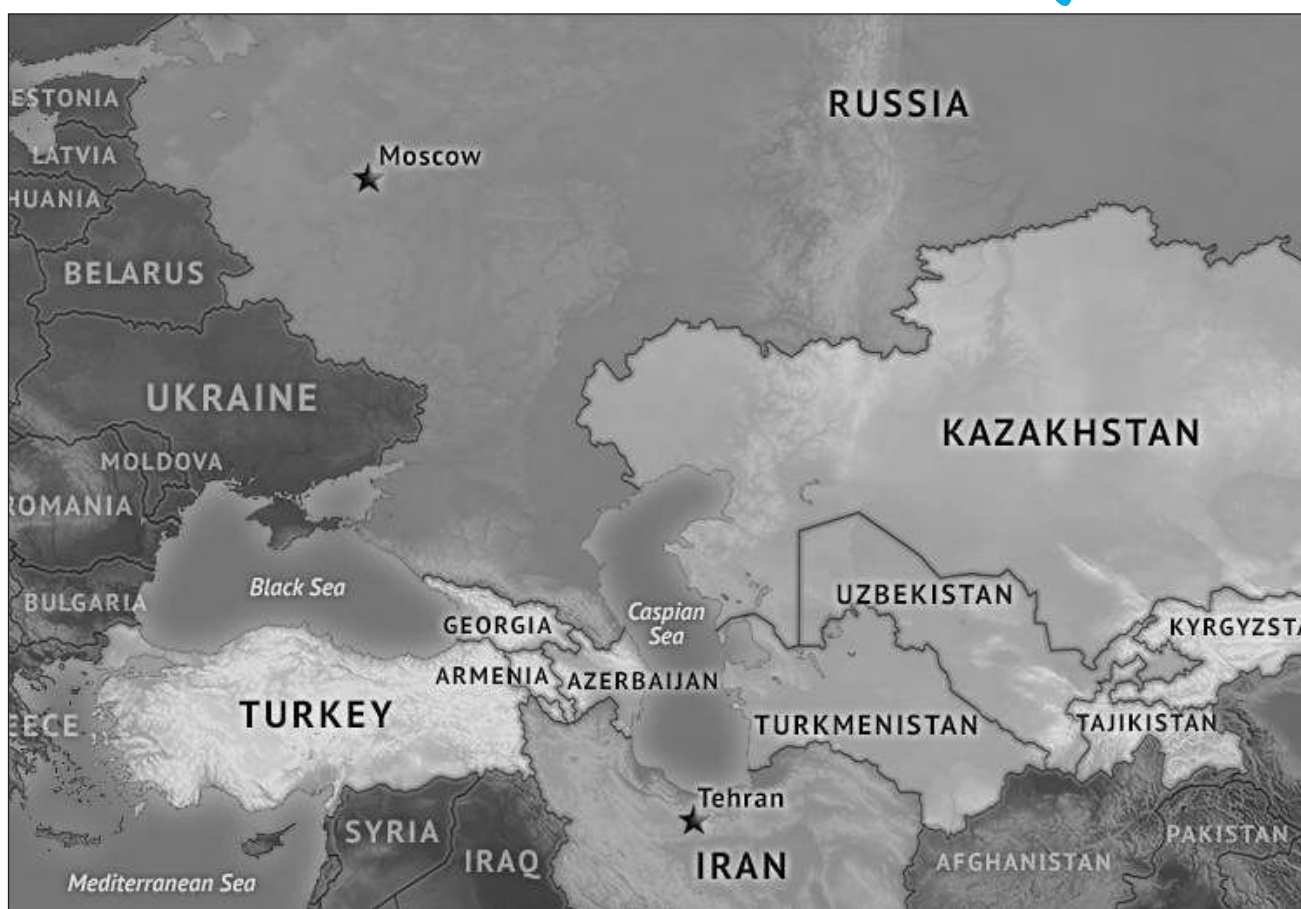 RUSSIA
ESTONIA
Moscow
LATVIA
HUANIA
BELARUS
UKRAINE
KAZAKHSTAN
MOLDOVA
ROMANIA
Black Sea
UZBEKISTAN
BULGARIA
Caspian
Sea
GEORGIA
KYRGYZSTA
ARMENIA
AZERBAIJAN
TURKEY
EECE
TURKMENISTAN
TAJIKISTAN
Tehran
SYRIA
IRAQ
IRAN
AFGHANISTAN
PAKISTAN
Mediterranean Sea